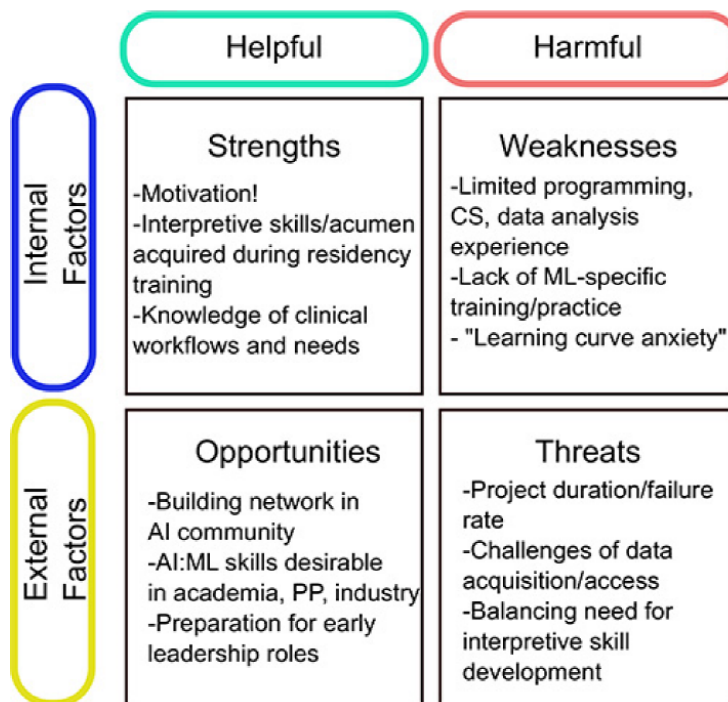 Helpful
Harmful
Internal
Factors
Strengths
-Motivation!
-Interpretive skills/acumen
acquired during residency
training
-Knowledge of clinical
workflows and needs
Weaknesses
-Limited programming,
CS, data analysis
experience
-Lack of ML-specific
training/practice
- "Learning curve anxiety"
External
Factors
Opportunities
-Building network in
AI community
-AI:ML skills desirable
in academia, PP, industry
-Preparation for early
leadership roles
Threats
-Project duration/failure
rate
-Challenges of data
acquisition/access
-Balancing need for
interpretive skill
development